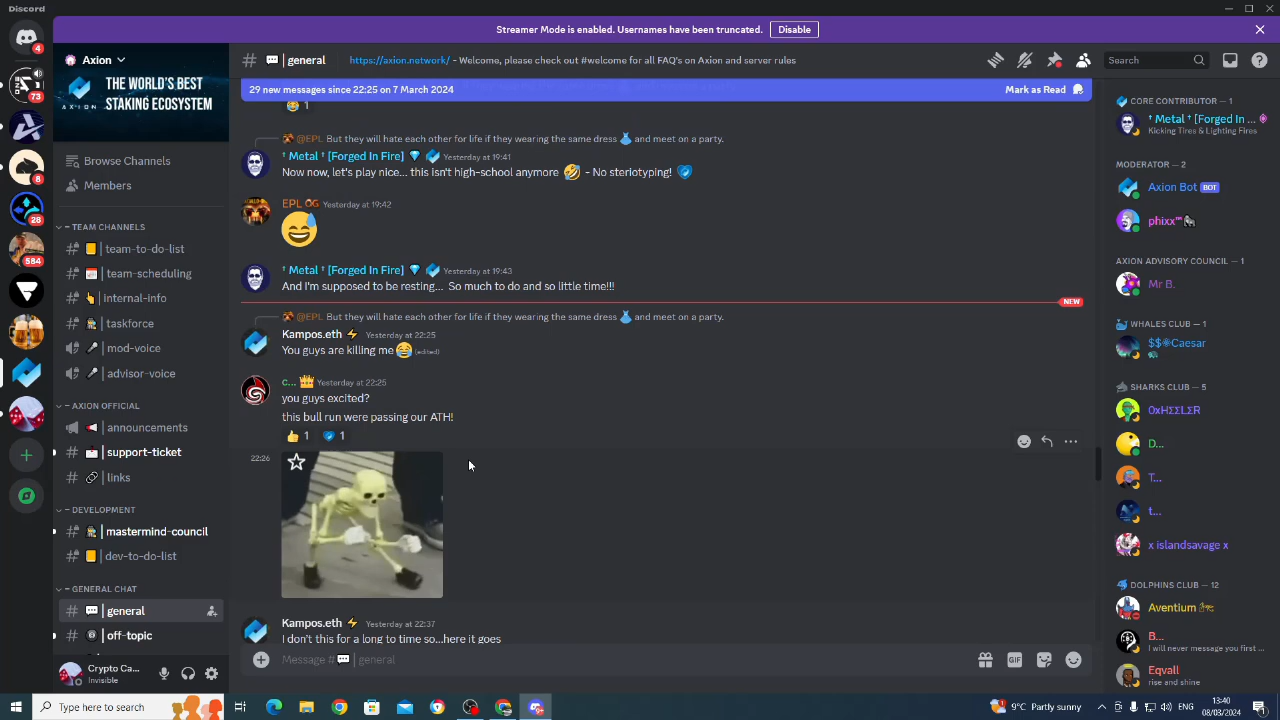 Discord
Streamer Mode is enabled. Usernames have been truncated. Disable
4
73
8
28
584
Axion
THE WORLD'S BEST
STAKING ECOSYSTEM
AXION
Browse Channels
Members
TEAM CHANNELS
team-to-do-list
team-scheduling
internal-info
taskforce
mod-voice
advisor-voice
AXION OFFICIAL
announcements
support-ticket
links
DEVELOPMENT
mastermind-council
dev-to-do-list
GENERAL CHAT
general
off-topic
Crypto Ca...
Invisible
general https://axion.network/ - Welcome, please check out #welcome for all FAQ's on Axion and server rules
Search
29 new messages since 22:25 on 7 March 2024 Mark as Read
1
@EPL But they will hate each other for life if they wearing the same dress 👗 and meet on a party.
† Metal † [Forged In Fire] Yesterday at 19:41
Now now, let's play nice... this isn't high-school anymore 🤣 - No steriotyping!
EPL OG Yesterday at 19:42
† Metal † [Forged In Fire] Yesterday at 19:43
And I'm supposed to be resting... So much to do and so little time!!!
NEW
@EPL But they will hate each other for life if they wearing the same dress 👗 and meet on a party.
Kampos.eth ⚡ Yesterday at 22:25
You guys are killing me 😂 (edited)
c... 👑 Yesterday at 22:25
you guys excited?
this bull run were passing our ATH!
👍 1 1
22:26
Kampos.eth ⚡ Yesterday at 22:37
I don't this for a long to time so...here it goes
Message # 💬 | general
GIF
CORE CONTRIBUTOR — 1
† Metal † [Forged In ...
Kicking Tires & Lighting Fires
MODERATOR — 2
Axion Bot BOT
phixx™
AXION ADVISORY COUNCIL — 1
Mr B.
WHALES CLUB — 1
$$⚛Caesar
SHARKS CLUB — 5
0xHΣΣLΣR
D...
T...
t...
x islandsavage x
DOLPHINS CLUB — 12
Aventium
B...
I will never message you first ...
Eqvall
rise and shine
Type here to search
9°C Partly sunny
13:40
08/03/2024